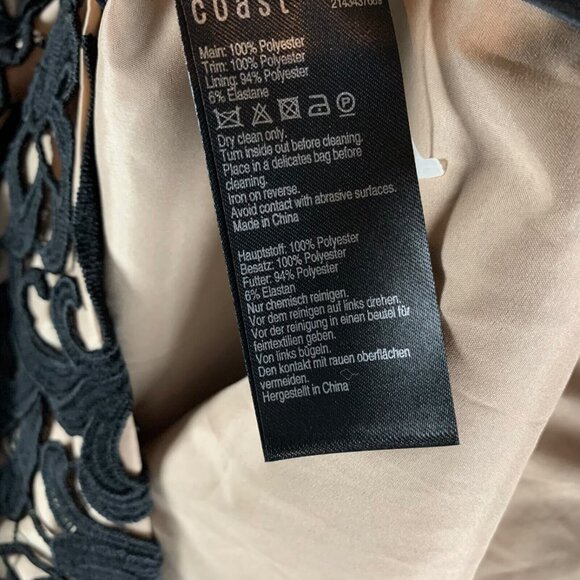 coast
2143437689
Main: 100% Polyester
Trim: 100% Polyester
Lining: 94% Polyester
6% Elastane
P
Dry clean only.
Turn inside out before cleaning.
Place in a delicates bag before
cleaning.
Iron on reverse.
Avoid contact with abrasive surfaces.
Made in China
Hauptstoff: 100% Polyester
Besatz: 100% Polyester
Futter: 94% Polyester
6% Elastan
Nur chemisch reinigen.
Vor dem reinigen auf links drehen.
Vor der reinigung in einen beutel für
feintextilien geben.
Von links bügeln.
Den kontakt mit rauen oberflächen
vermeiden.
Hergestellt in China